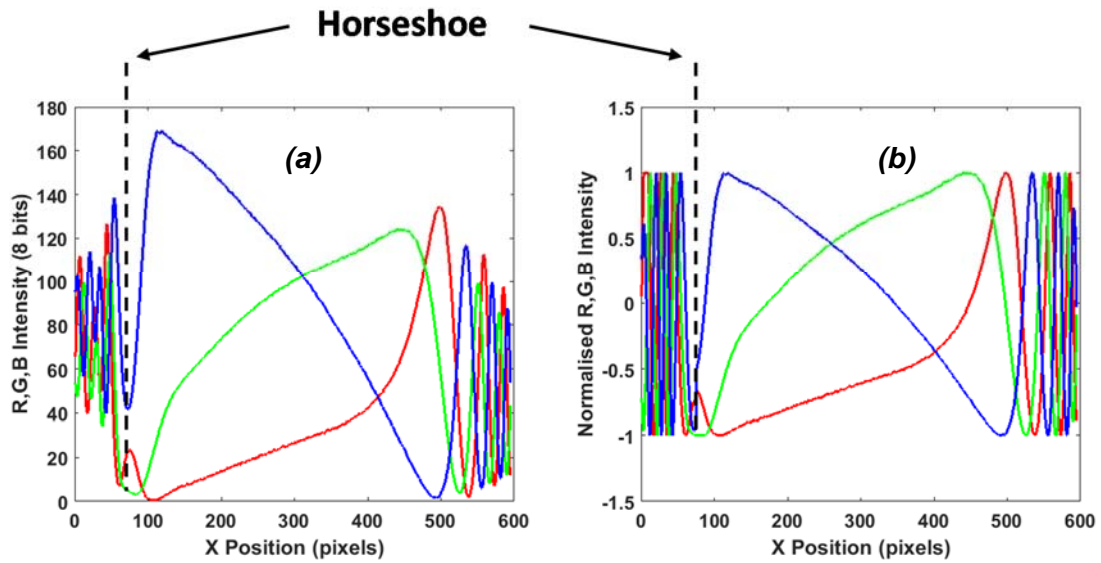 Horseshoe
(a)
R,G,B Intensity (8 bits)
180
160
140
120
100
80
60
40
20
0
0 100 200 300 400 500 600
X Position (pixels)
(b)
Normalised R,G,B Intensity
1.5
1
0.5
0
-0.5
-1
-1.5
0 100 200 300 400 500 600
X Position (pixels)